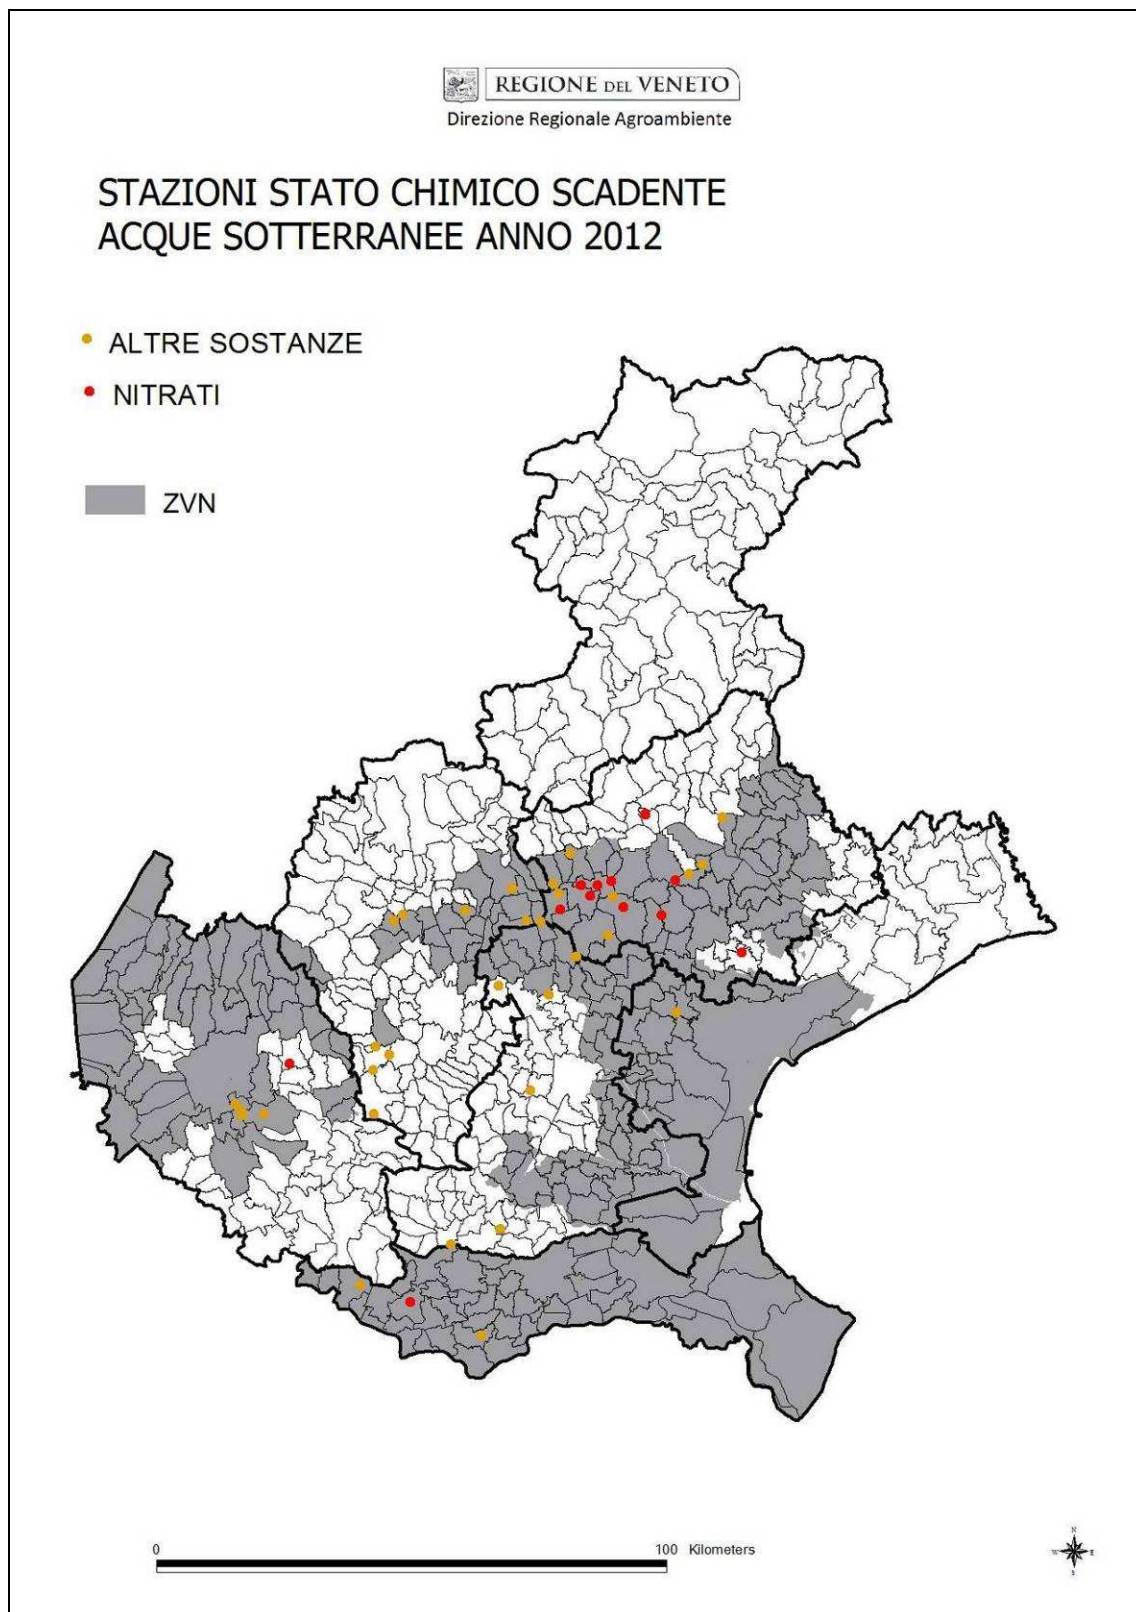 REGIONE DEL VENETO
Direzione Regionale Agroambiente
STAZIONI STATO CHIMICO SCADENTE
ACQUE SOTTERRANEE ANNO 2012
ALTRE SOSTANZE
NITRATI
ZVN
0 100 Kilometers
N
W E
S